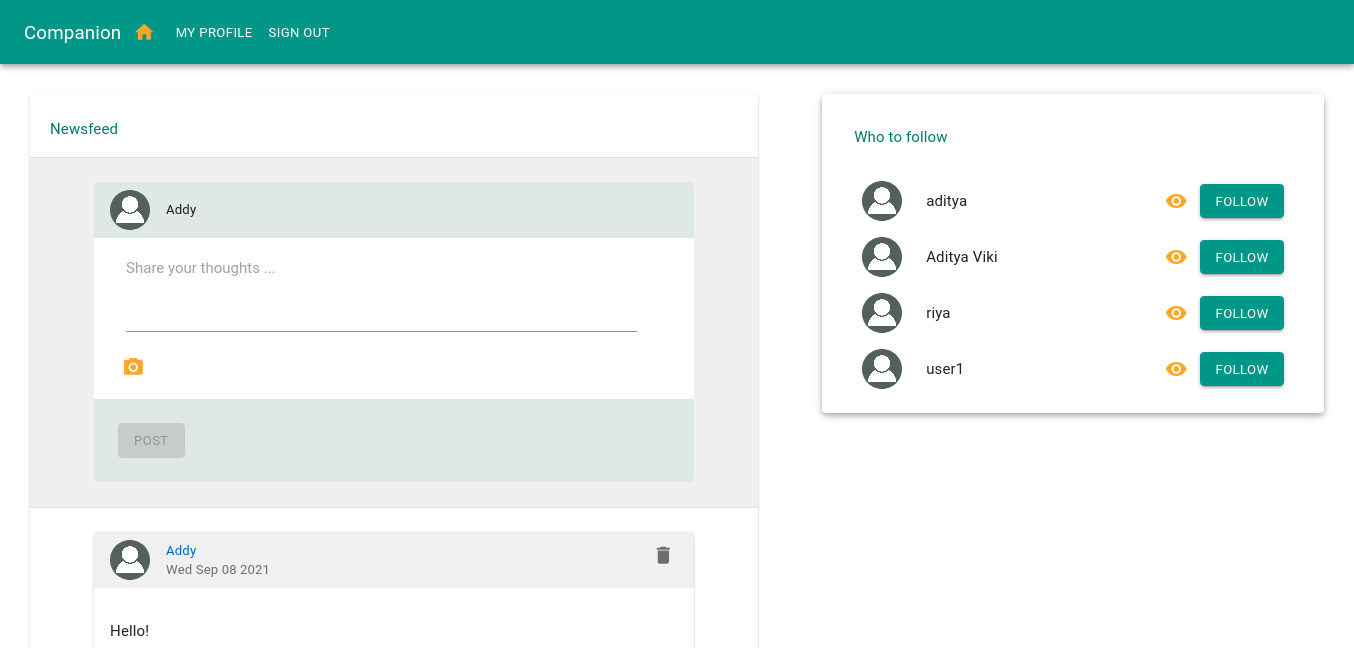 Companion MY PROFILE SIGN OUT
Newsfeed
Addy
Share your thoughts ...
POST
Addy
Wed Sep 08 2021
Hello!
Who to follow
aditya FOLLOW
Aditya Viki FOLLOW
riya FOLLOW
user1 FOLLOW